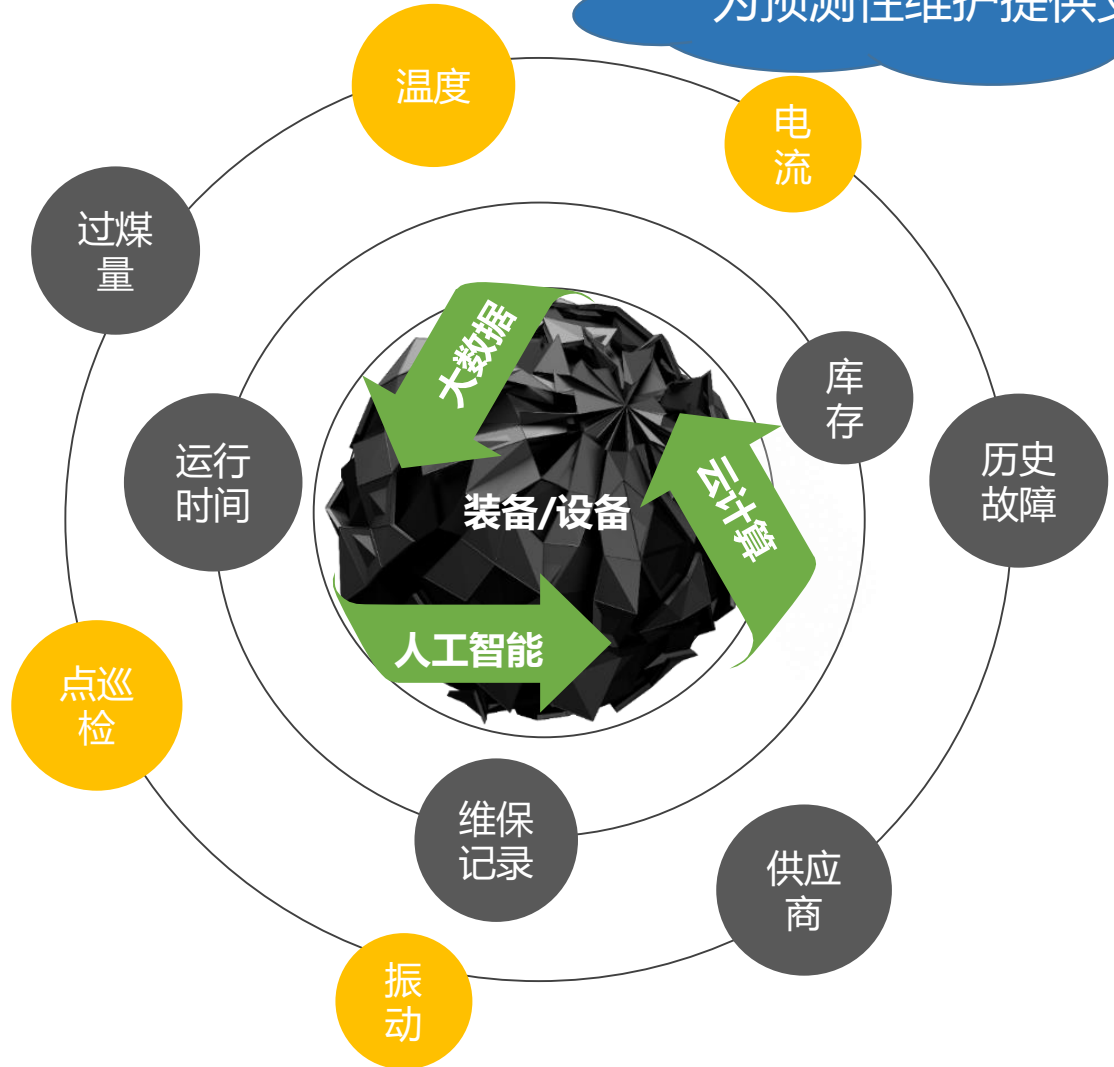 为预测性维护提供
温度
电
流
过煤
量
大数据
库
存
运行
时间
历史
故障
装备/设备
云计算
人工智能
点巡
检
维保
记录
供应
商
振
动